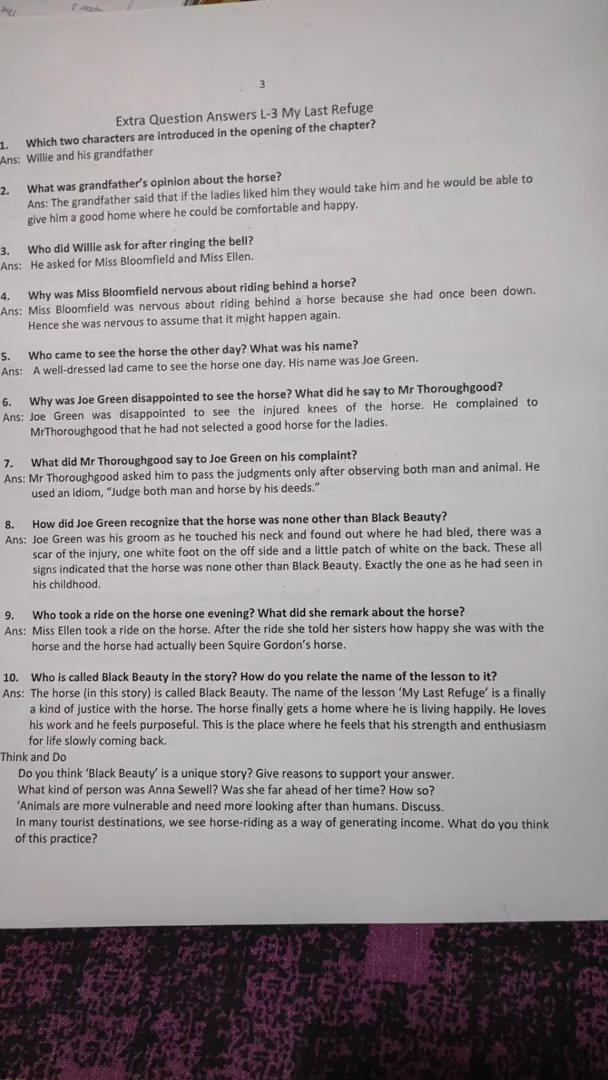 3
Extra Question Answers L-3 My Last Refuge
1. Which two characters are introduced in the opening of the chapter?
Ans: Willie and his grandfather
2. What was grandfather's opinion about the horse?
Ans: The grandfather said that if the ladies liked him they would take him and he would be able to
give him a good home where he could be comfortable and happy.
3. Who did Willie ask for after ringing the bell?
Ans: He asked for Miss Bloomfield and Miss Ellen.
4. Why was Miss Bloomfield nervous about riding behind a horse?
Ans: Miss Bloomfield was nervous about riding behind a horse because she had once been down.
Hence she was nervous to assume that it might happen again.
5. Who came to see the horse the other day? What was his name?
Ans: A well-dressed lad came to see the horse one day. His name was Joe Green.
6. Why was Joe Green disappointed to see the horse? What did he say to Mr Thoroughgood?
Ans: Joe Green was disappointed to see the injured knees of the horse. He complained to
MrThoroughgood that he had not selected a good horse for the ladies.
7. What did Mr Thoroughgood say to Joe Green on his complaint?
Ans: Mr Thoroughgood asked him to pass the judgments only after observing both man and animal. He
used an idiom, "Judge both man and horse by his deeds."
8. How did Joe Green recognize that the horse was none other than Black Beauty?
Ans: Joe Green was his groom as he touched his neck and found out where he had bled, there was a
scar of the injury, one white foot on the off side and a little patch of white on the back. These all
signs indicated that the horse was none other than Black Beauty. Exactly the one as he had seen in
his childhood.
9. Who took a ride on the horse one evening? What did she remark about the horse?
Ans: Miss Ellen took a ride on the horse. After the ride she told her sisters how happy she was with the
horse and the horse had actually been Squire Gordon's horse.
10. Who is called Black Beauty in the story? How do you relate the name of the lesson to it?
Ans: The horse (in this story) is called Black Beauty. The name of the lesson 'My Last Refuge' is a finally
a kind of justice with the horse. The horse finally gets a home where he is living happily. He loves
his work and he feels purposeful. This is the place where he feels that his strength and enthusiasm
for life slowly coming back.
Think and Do
Do you think 'Black Beauty' is a unique story? Give reasons to support your answer.
What kind of person was Anna Sewell? Was she far ahead of her time? How so?
'Animals are more vulnerable and need more looking after than humans. Discuss.
In many tourist destinations, we see horse-riding as a way of generating income. What do you think
of this practice?